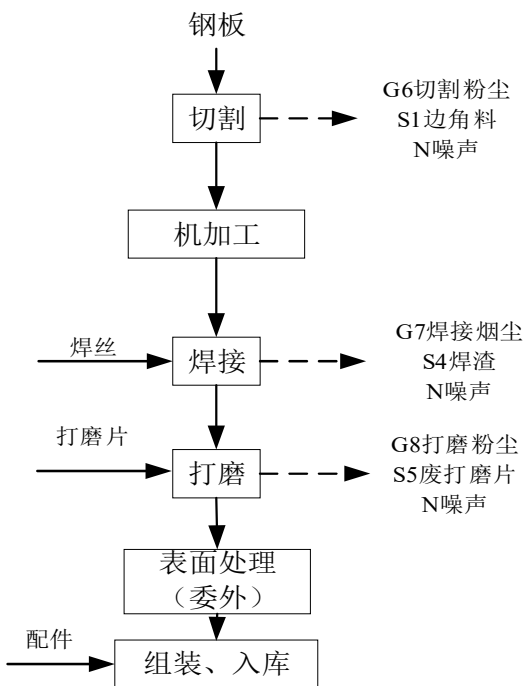 钢板
切割
G6切割粉尘
S1边角料
N噪声
机加工
焊丝
焊接
G7焊接烟尘
S4焊渣
N噪声
打磨片
打磨
G8打磨粉尘
S5废打磨片
N噪声
表面处理
（委外）
配件
组装、入库